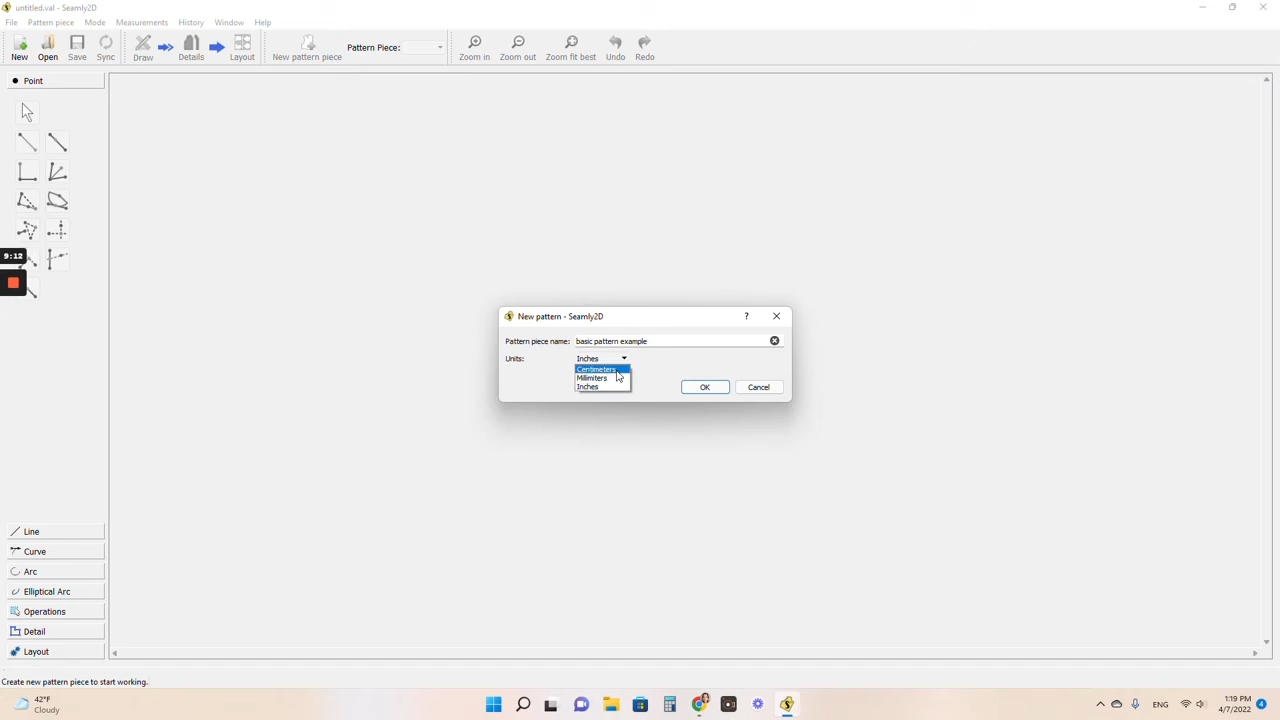 untitled.val - Seamly2D
File Pattern piece Mode Measurements History Window Help
New Open Save Sync Draw Details Layout New pattern piece Pattern Piece: Zoom in Zoom out Zoom fit best Undo Redo
Point
9:12
New pattern - Seamly2D ?
Pattern piece name: basic pattern example
Units: Inches
Centimeters
Millimiters
Inches
OK Cancel
Line
Curve
Arc
Elliptical Arc
Operations
Detail
Layout
Create new pattern piece to start working.
42°F
Cloudy
ENG
1:19 PM
4/7/2022
4